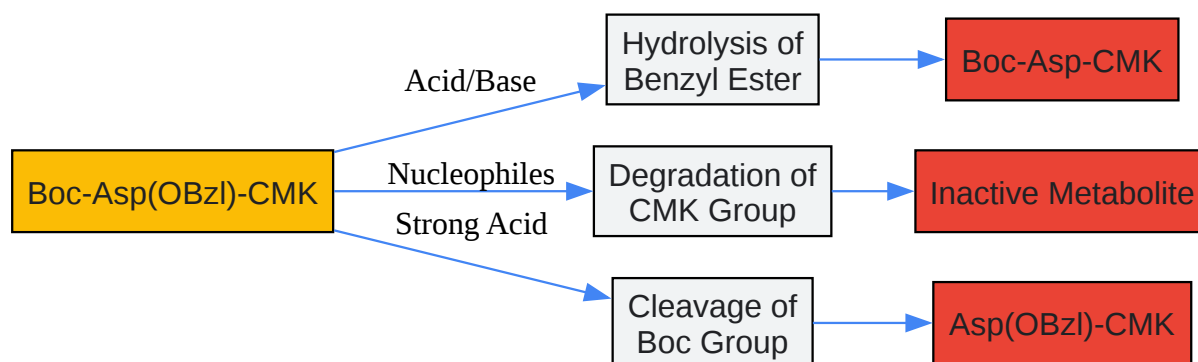 Boc-Asp(OBzl)-CMK
Acid/Base
Hydrolysis of
Benzyl Ester
Boc-Asp-CMK
Nucleophiles
Degradation of
CMK Group
Inactive Metabolite
Strong Acid
Cleavage of
Boc Group
Asp(OBzl)-CMK